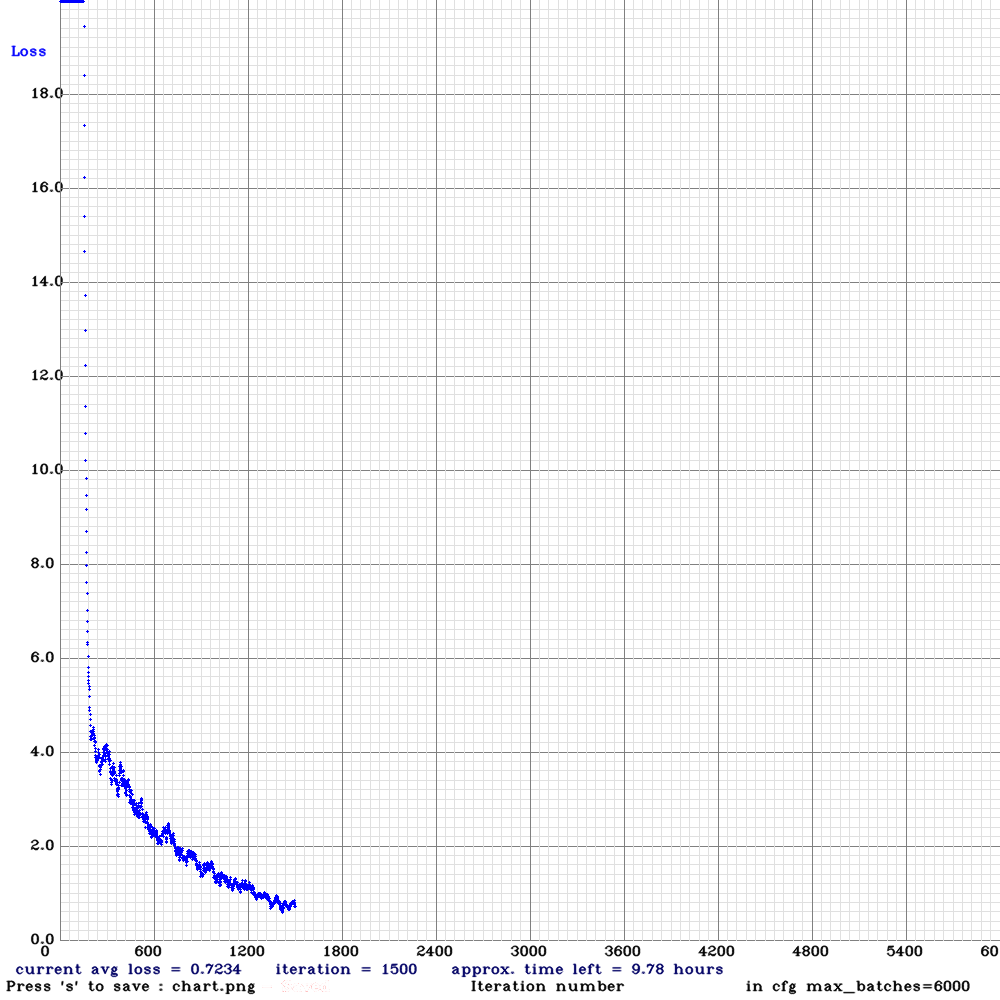 Loss
18.0
16.0
14.0
12.0
10.0
8.0
6.0
4.0
2.0
0.0
0 600 1200 1800 2400 3000 3600 4200 4800 5400 60
current avg loss = 0.7234 iteration = 1500 approx. time left = 9.78 hours
Press 's' to save : chart.png Iteration number in cfg max_batches=6000